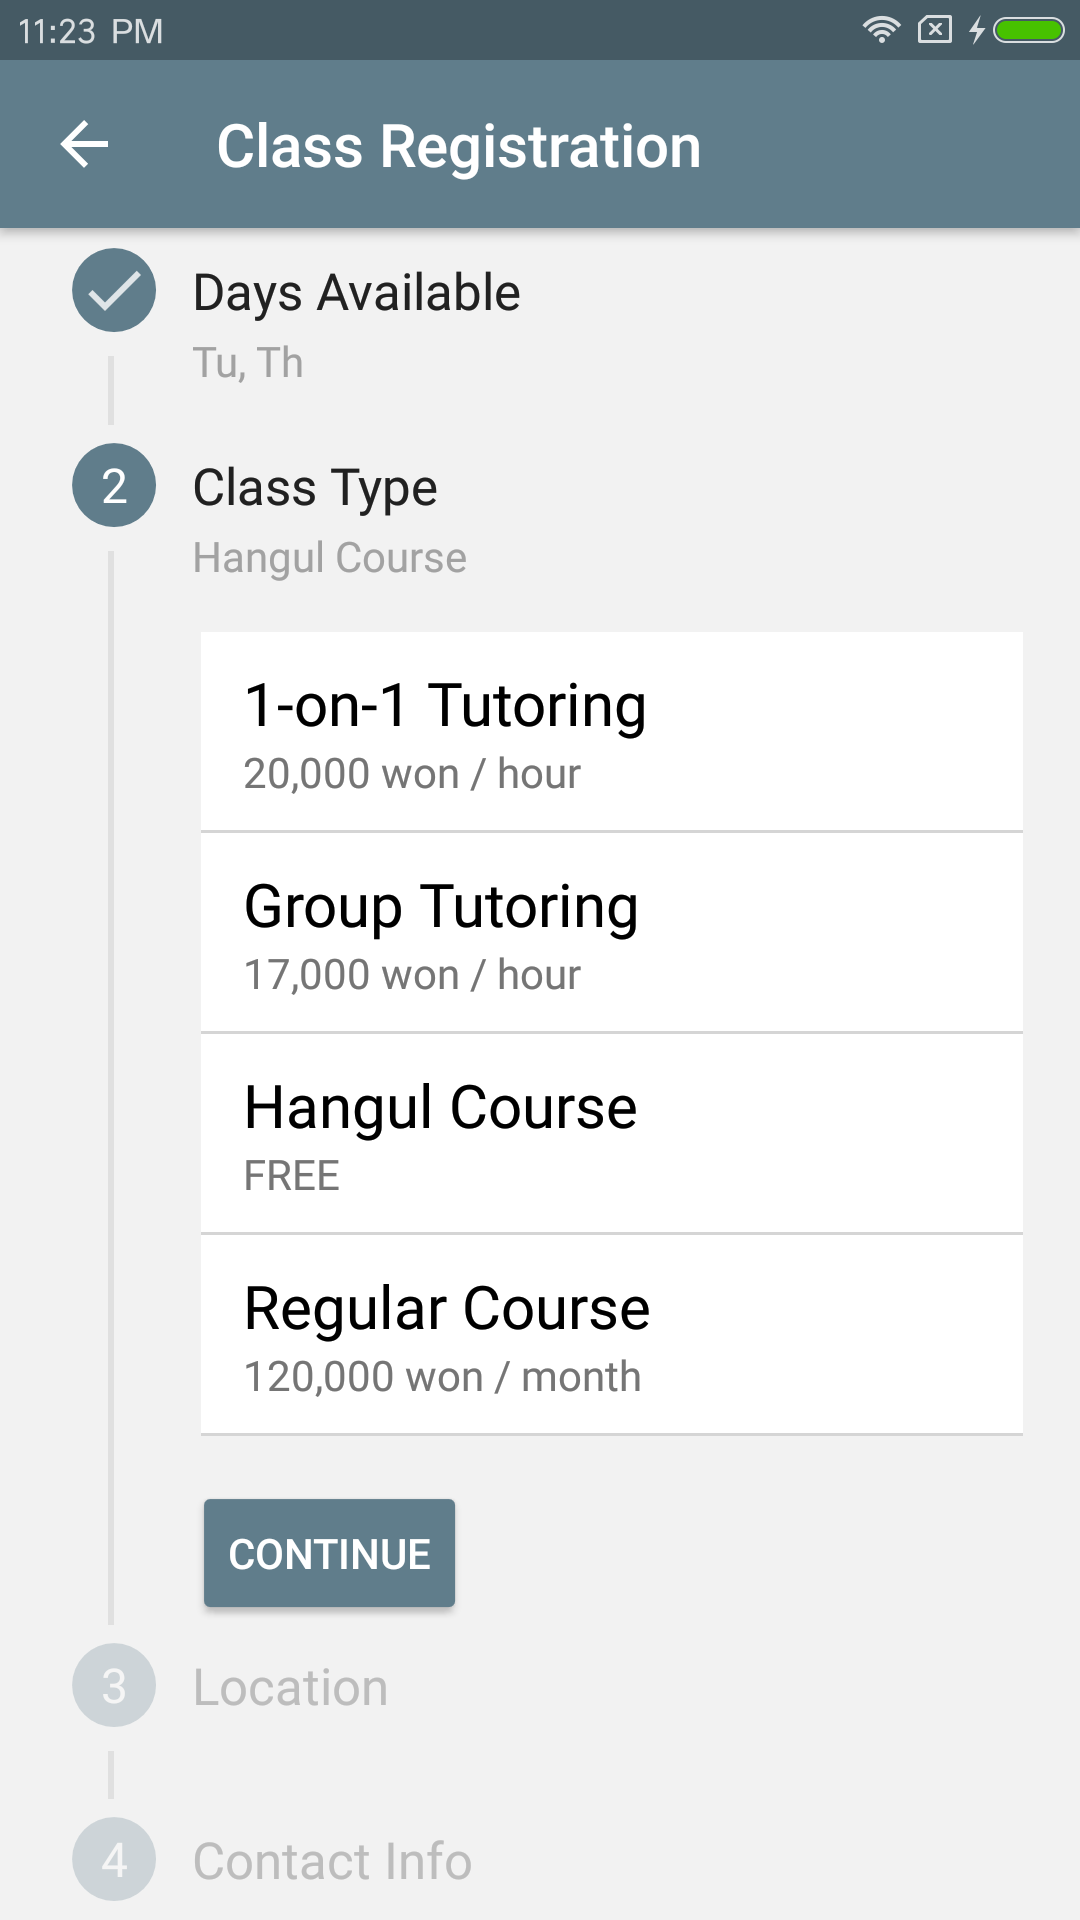 11:23 PM
Class Registration
Days Available
Tu, Th
2
Class Type
Hangul Course
1-on-1 Tutoring
20,000 won / hour
Group Tutoring
17,000 won / hour
Hangul Course
FREE
Regular Course
120,000 won / month
CONTINUE
3
Location
4
Contact Info